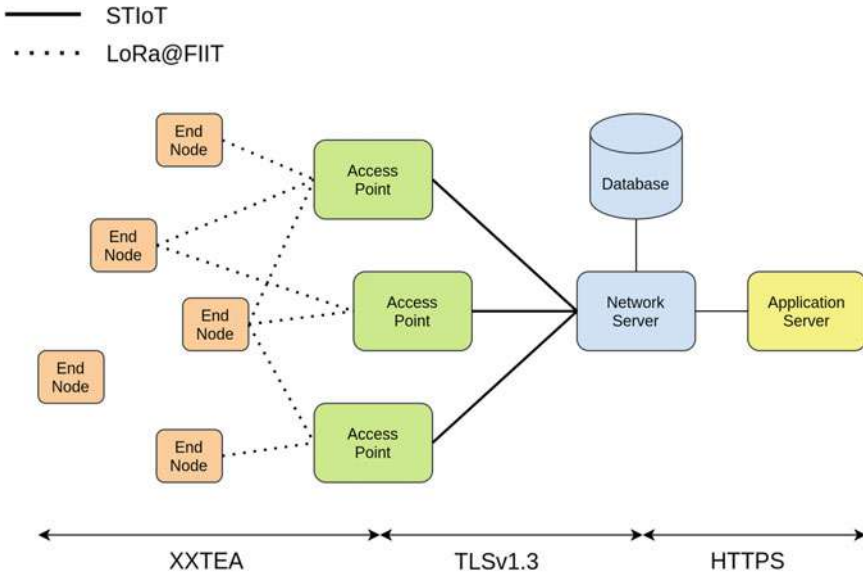 STIoT
LoRa@FIIT
End
Node
Access
Point
Database
End
Node
Access
Point
Network
Server
Application
Server
End
Node
End
Node
Access
Point
End
Node
XXTEA
TLSv1.3
HTTPS